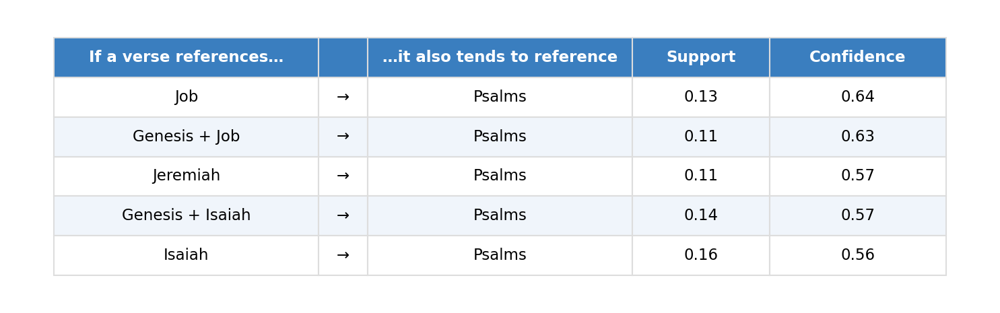 If a verse references… …it also tends to reference Support Confidence
Job → Psalms 0.13 0.64
Genesis + Job → Psalms 0.11 0.63
Jeremiah → Psalms 0.11 0.57
Genesis + Isaiah → Psalms 0.14 0.57
Isaiah → Psalms 0.16 0.56